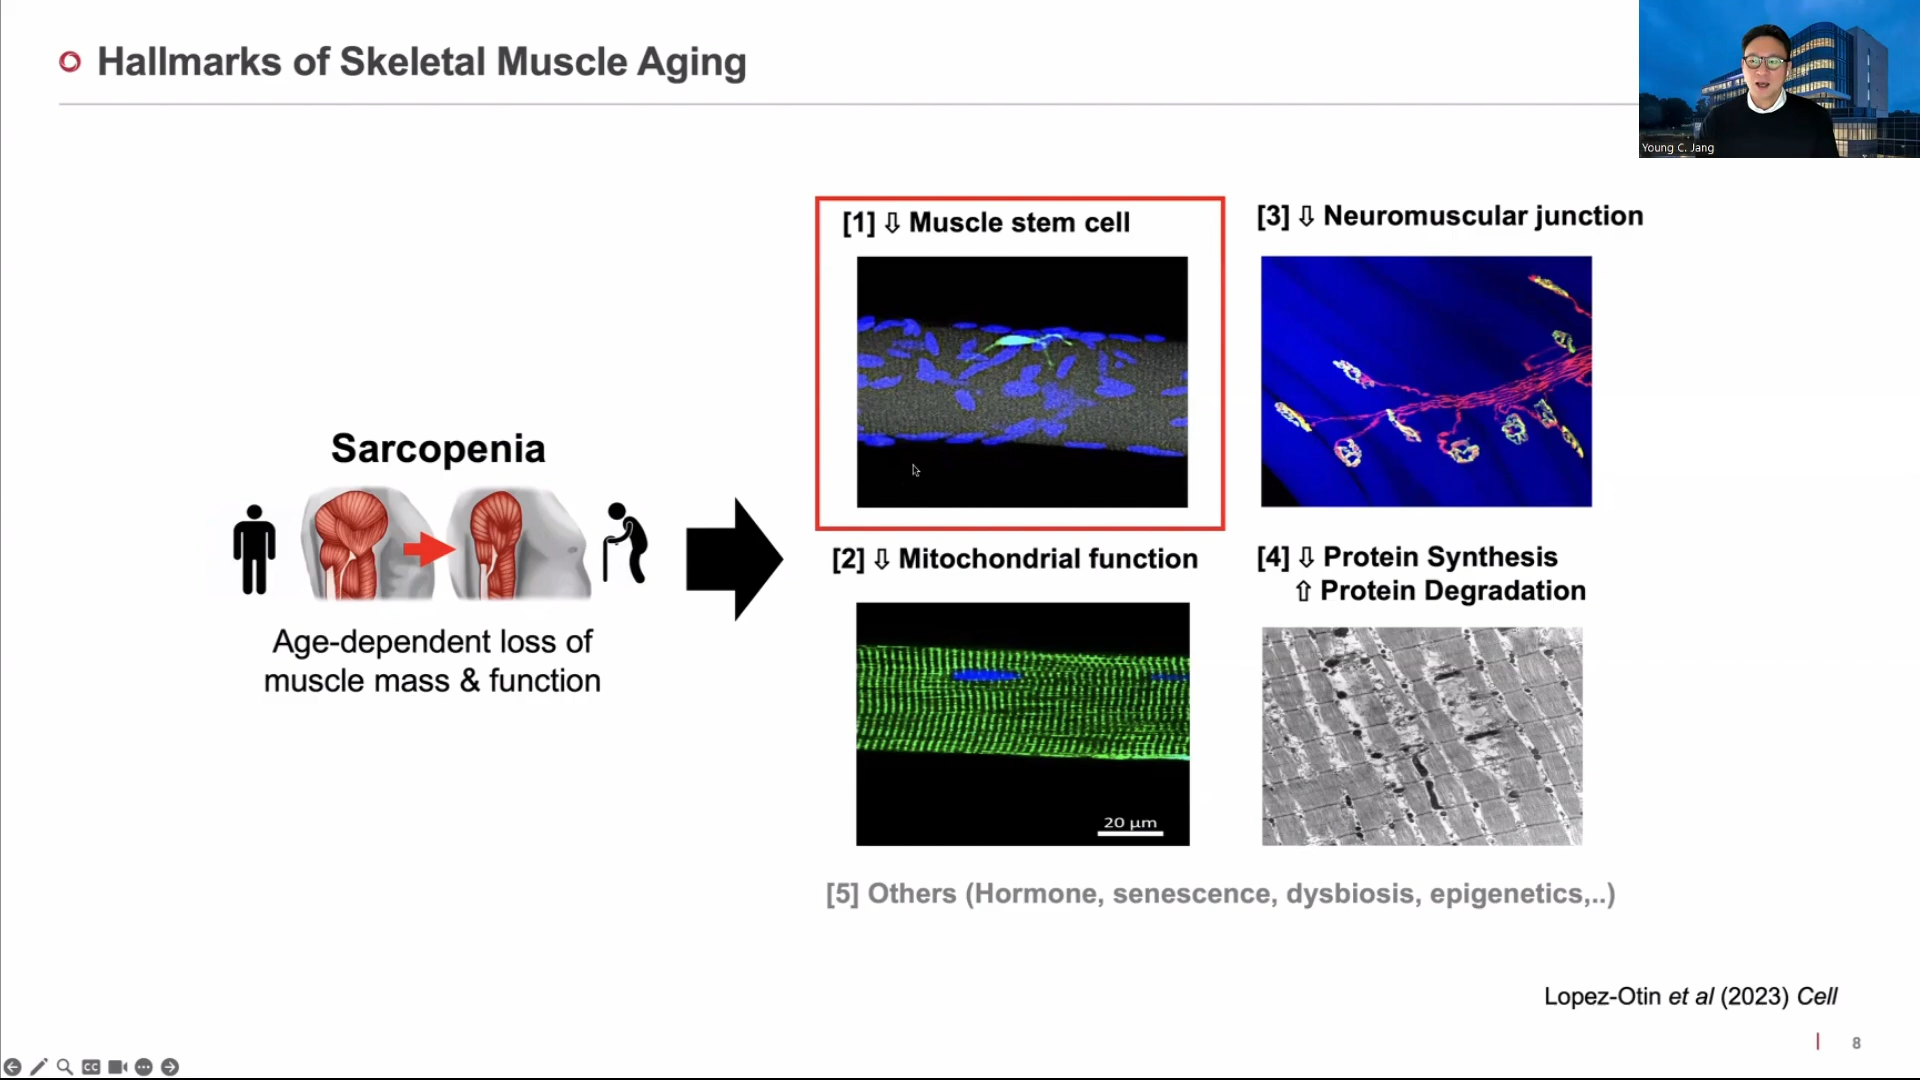 Hallmarks of Skeletal Muscle Aging
Young C. Jang
[1] ⇩ Muscle stem cell
[3] ⇩ Neuromuscular junction
Sarcopenia
Age-dependent loss of
muscle mass & function
[2] ⇩ Mitochondrial function
20 μm
[4] ⇩ Protein Synthesis
⇧ Protein Degradation
[5] Others (Hormone, senescence, dysbiosis, epigenetics,..)
Lopez-Otin et al (2023) Cell
8
CC